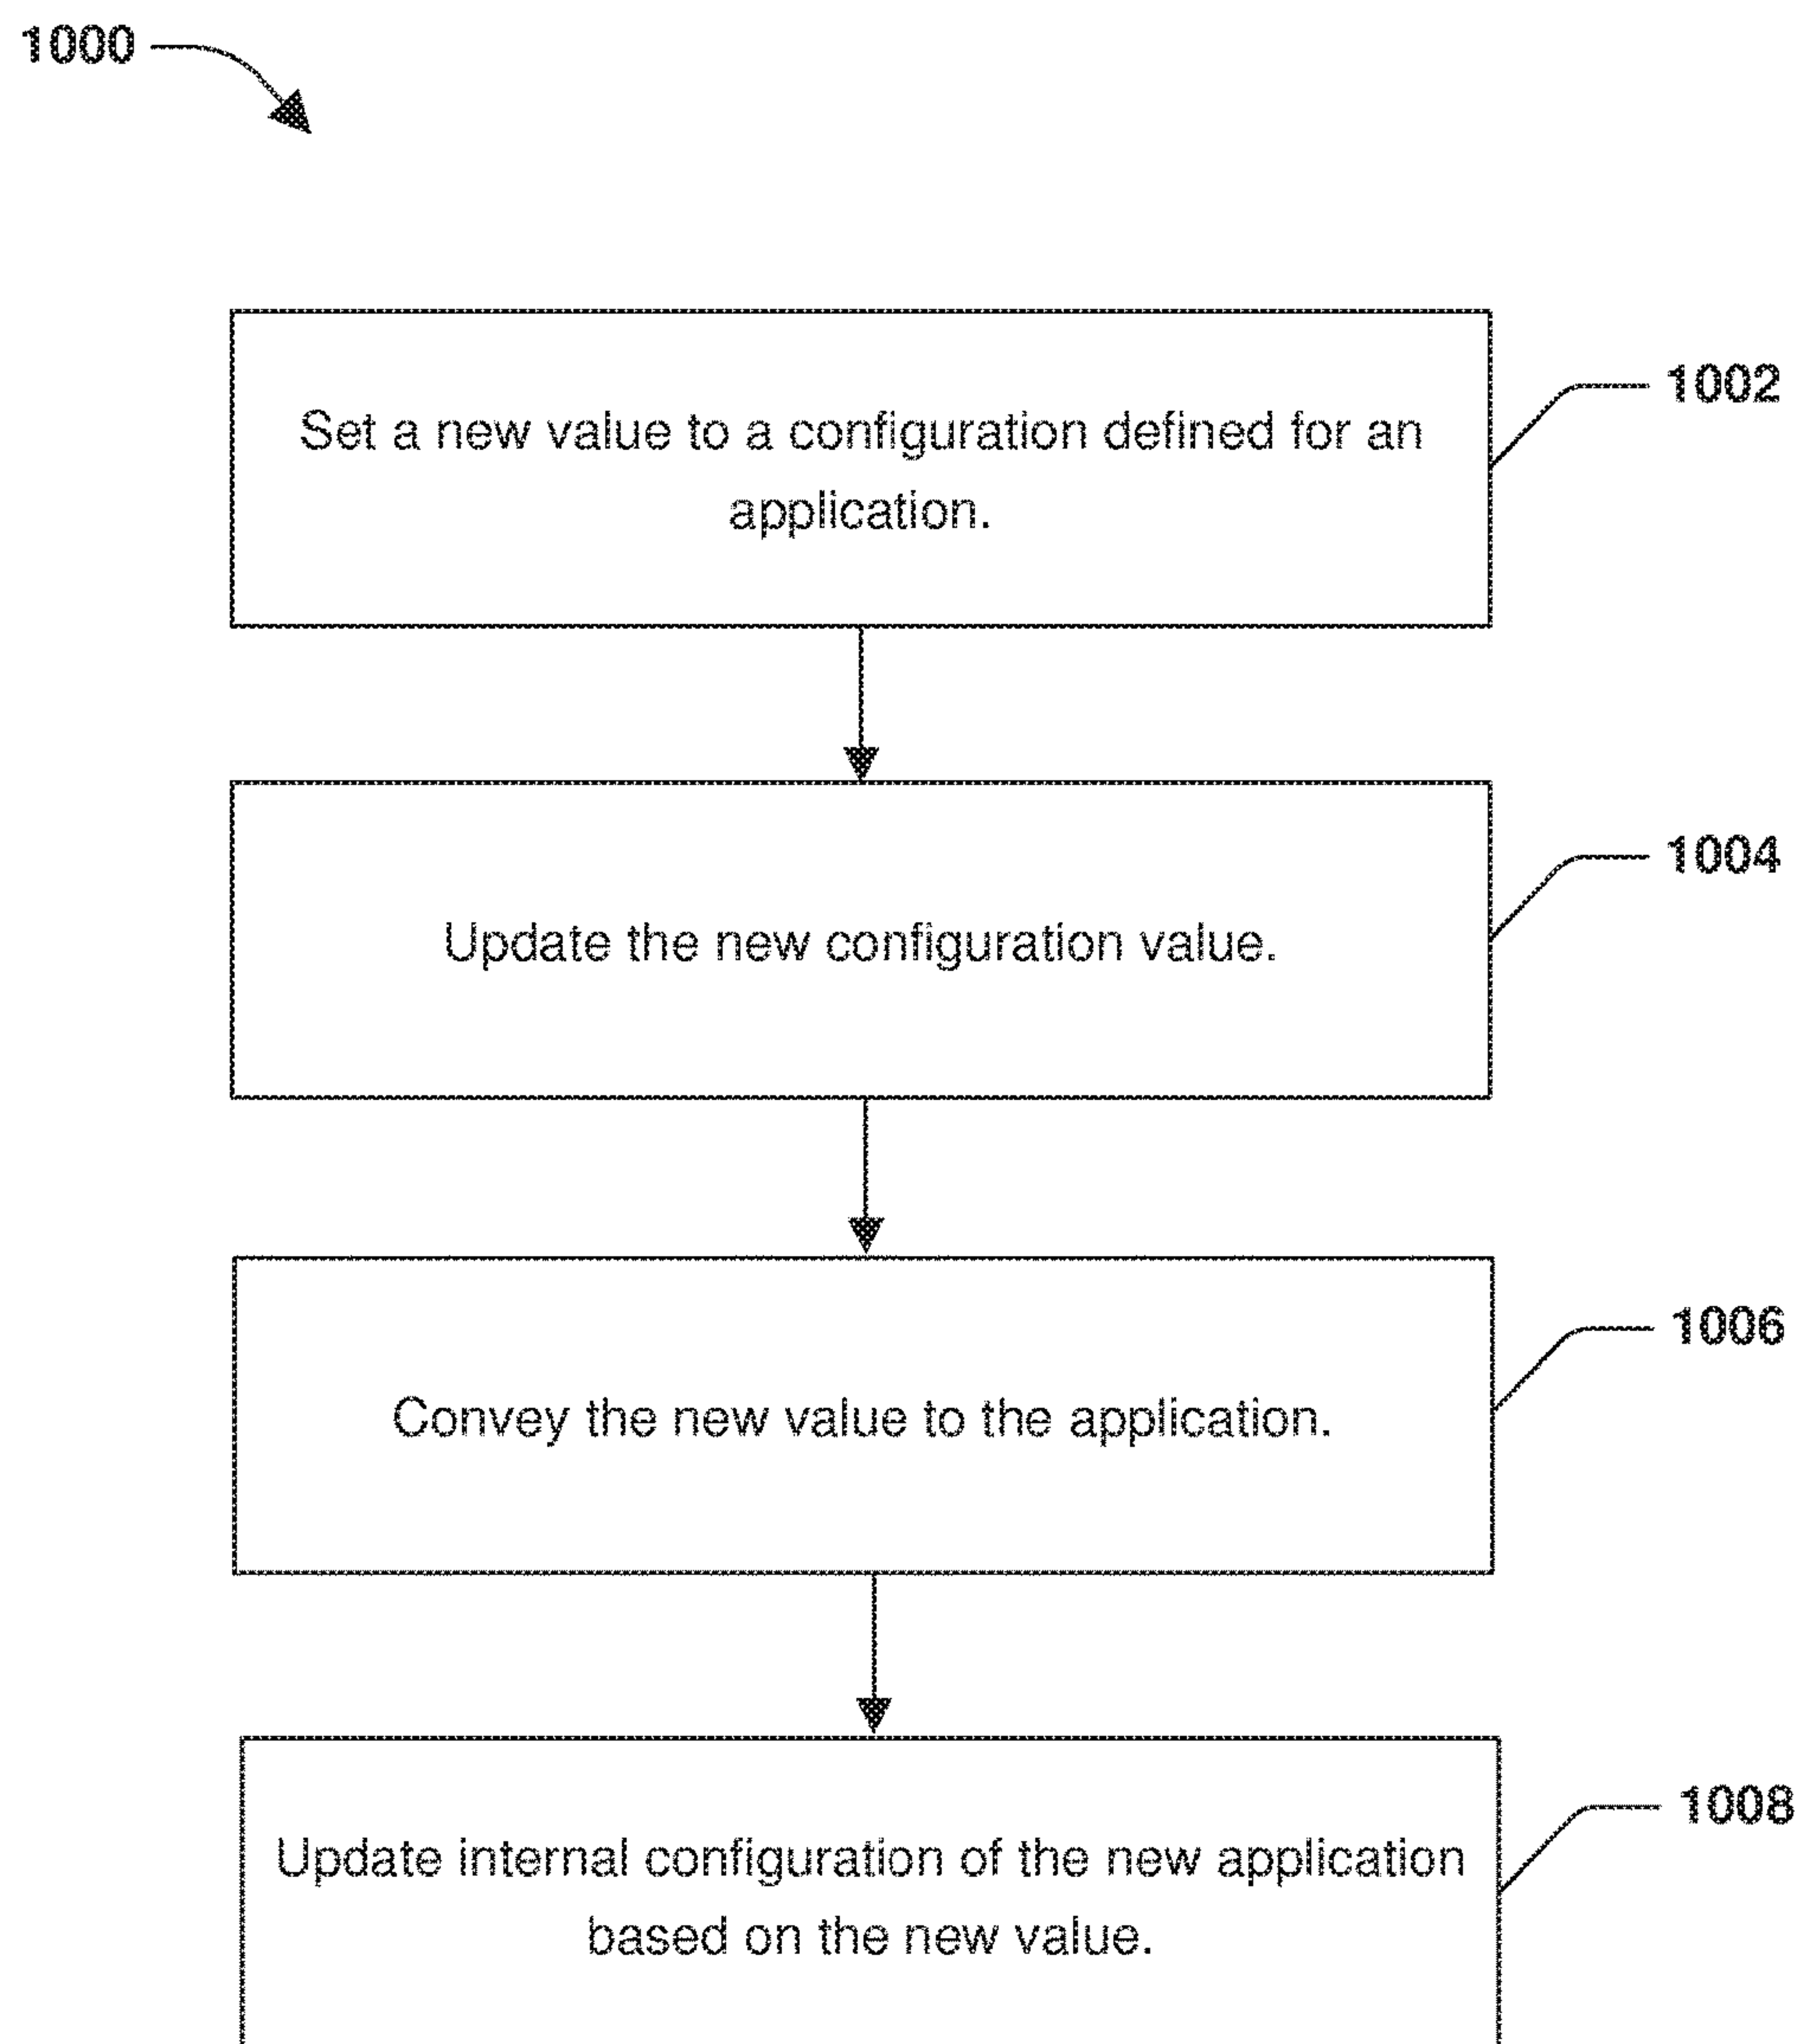 1000
Set a new value to a configuration defined for an
application.
1002
Update the new configuration value.
1004
Convey the new value to the application.
1006
Update internal configuration of the new application
based on the new value.
1008